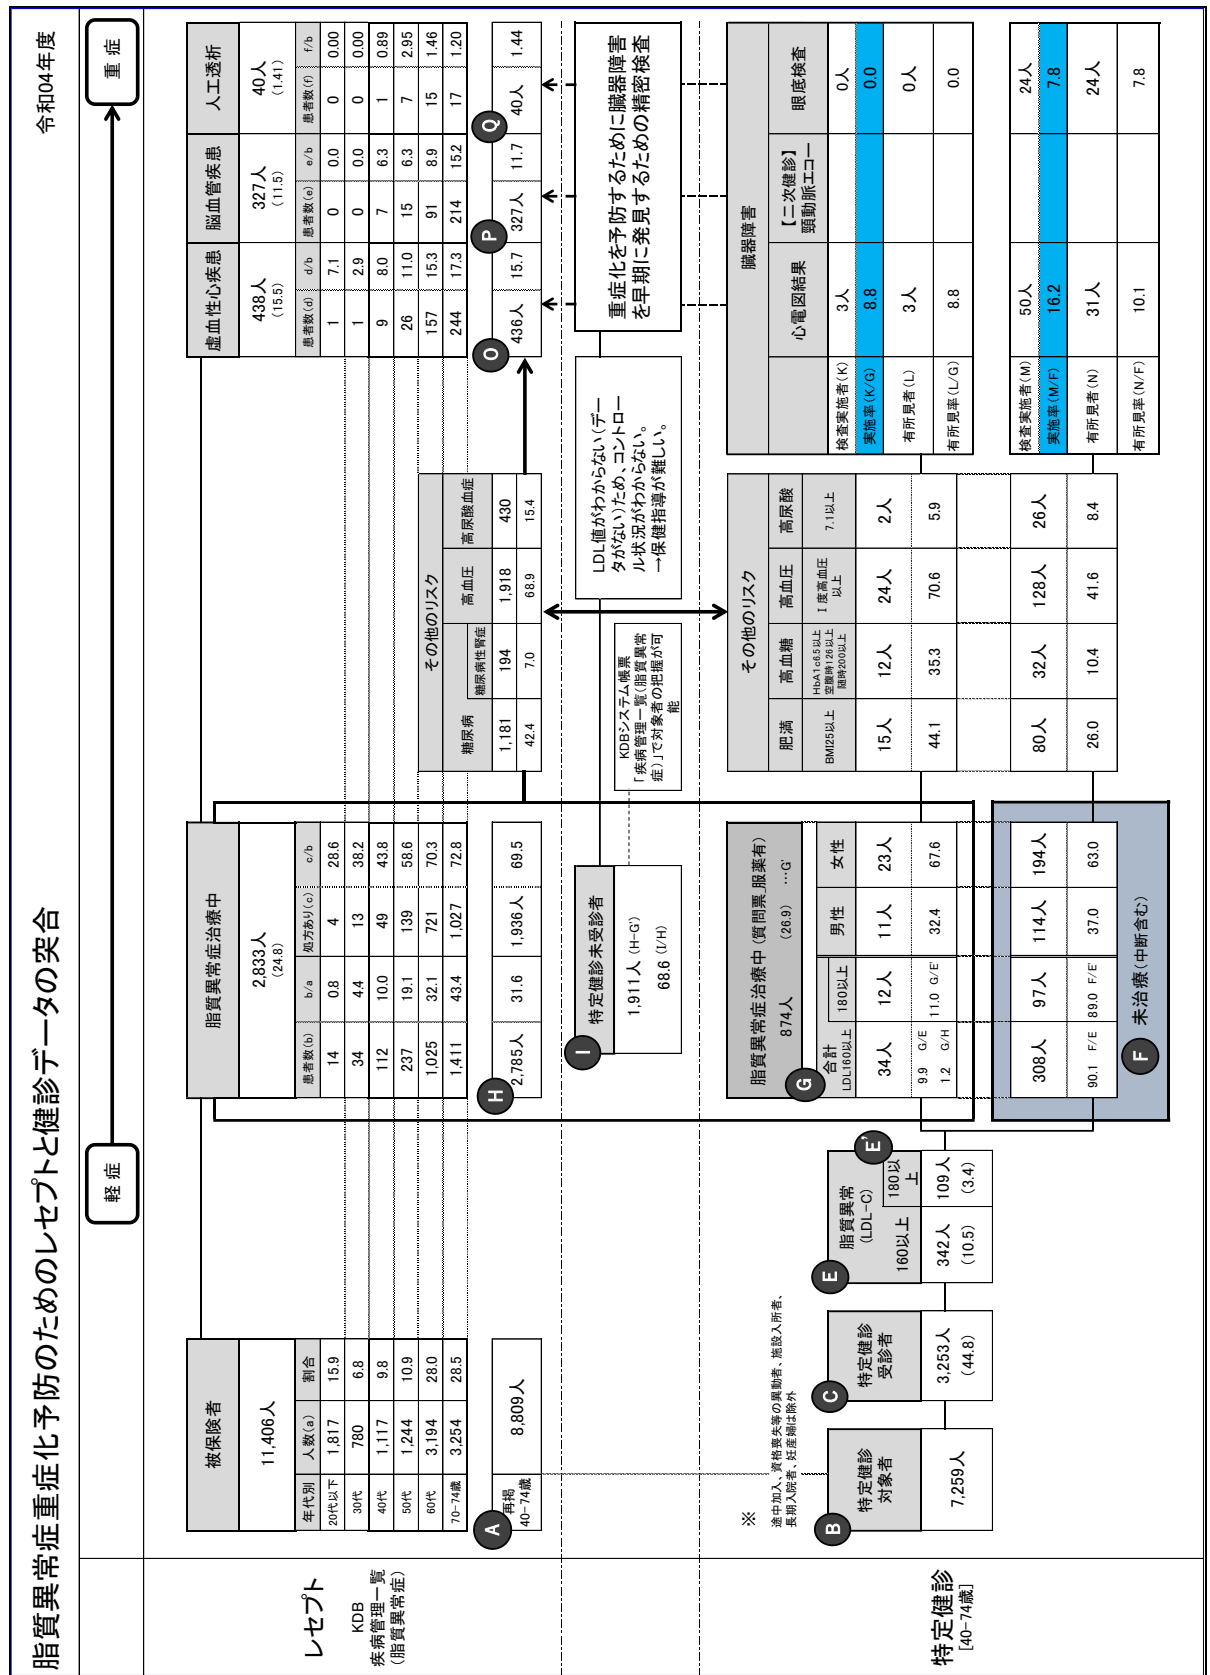 脂質異常症重症化予防のためのレセプトと健診データの突合
令和04年度
軽症
重症
レセプト
KDB
疾病管理一覧
（脂質異常症）
被保険者
11,406人
年代別 人数(a) 割合
20代以下 1,817 15.9
30代 780 6.8
40代 1,117 9.8
50代 1,244 10.9
60代 3,194 28.0
70-74歳 3,254 28.5
A
再掲
40-74歳
8,809人
脂質異常症治療中
2,833人
(24.8)
患者数(b) b/a 処方あり(c) c/b
14 0.8 4 28.6
34 4.4 13 38.2
112 10.0 49 43.8
237 19.1 139 58.6
1,025 32.1 721 70.3
1,411 43.4 1,027 72.8
H
2,785人 31.6 1,936人 69.5
その他のリスク
糖尿病 糖尿病性腎症 高血圧 高尿酸血症
1,181 194 1,918 430
42.4 7.0 68.9 15.4
虚血性心疾患 脳血管疾患 人工透析
438人 327人 40人
(15.5) (11.5) (1.41)
患者数(d) d/b 患者数(e) e/b 患者数(f) f/b
1 7.1 0 0.0 0 0.00
1 2.9 0 0.0 0 0.00
9 8.0 7 6.3 1 0.89
26 11.0 15 6.3 7 2.95
157 15.3 91 8.9 15 1.46
244 17.3 214 15.2 17 1.20
O P Q
436人 15.7 327人 11.7 40人 1.44
I
特定健診未受診者
1,911人 (H-G')
68.6 (I/H)
KDBシステム帳票
「疾病管理一覧（脂質異常
症）」で対象者の把握が可
能
LDL値がわからない（デー
タがない）ため、コントロー
ル状況がわからない。
→保健指導が難しい。
重症化を予防するために臓器障害
を早期に発見するための精密検査
特定健診
[40-74歳]
※
途中加入、資格喪失等の異動者、施設入所者、
長期入院者、妊産婦は除外
B
特定健診
対象者
7,259人
C
特定健診
受診者
3,253人
(44.8)
E
脂質異常
(LDL-C)
E'
160以上
180以
上
342人 109人
(10.5) (3.4)
G
脂質異常症治療中（質問票_服薬有）
874人 (26.9) …G'
合計
LDL160以上
180以上 男性 女性
34人 12人 11人 23人
9.9 G/E 11.0 G/E' 32.4 67.6
1.2 G/H
308人 97人 114人 194人
90.1 F/E 89.0 F/E' 37.0 63.0
F
未治療（中断含む）
その他のリスク
肥満 高血糖 高血圧 高尿酸
BMI25以上
HbA1c6.5以上
空腹時126以上
随時200以上
Ⅰ度高血圧
以上
7.1以上
15人 12人 24人 2人
44.1 35.3 70.6 5.9
80人 32人 128人 26人
26.0 10.4 41.6 8.4
臓器障害
心電図結果
【二次健診】
頸動脈エコー
眼底検査
検査実施者(K) 3人 0人
実施率(K/G) 8.8 0.0
有所見者(L) 3人 0人
有所見率(L/G) 8.8 0.0
検査実施者(M) 50人 24人
実施率(M/F) 16.2 7.8
有所見者(N) 31人 24人
有所見率(N/F) 10.1 7.8